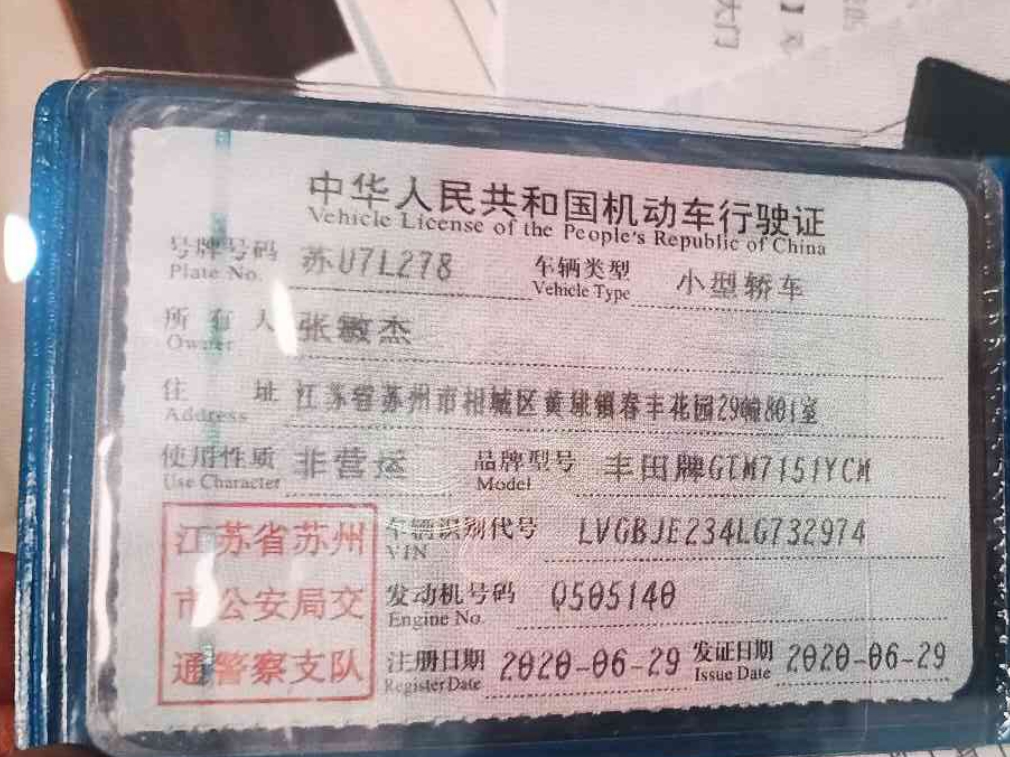 中华人民共和国机动车行驶证
Vehicle License of the People's Republic of China
号牌号码 苏U7L278 车辆类型 小型轿车
Plate No. Vehicle Type
所有人 张敏杰
Owner
住址 江苏省苏州市相城区黄埭镇春丰花园29幢801室
Address
使用性质 非营运 品牌型号 丰田牌GTM7151YCM
Use Character Model
江苏省苏州
市公安局交
通警察支队
车辆识别代号 LVGBJE234LG732974
VIN
发动机号码 Q505140
Engine No.
注册日期 2020-06-29 发证日期 2020-06-29
Register Date Issue Date
大门